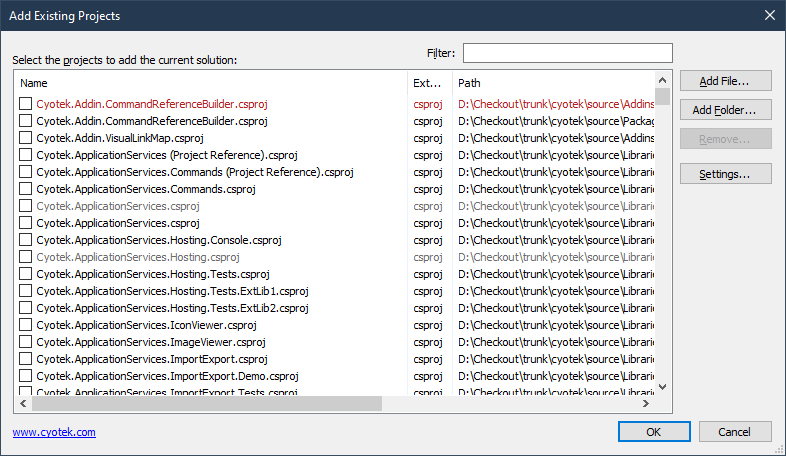 Add Existing Projects
Select the projects to add the current solution:
Filter:
Name Ext... Path
Cyotek.Addin.CommandReferenceBuilder.csproj csproj D:\Checkout\trunk\cyotek\source\Addins
Cyotek.Addin.CommandReferenceBuilder.csproj csproj D:\Checkout\trunk\cyotek\source\Packag
Cyotek.Addin.VisualLinkMap.csproj csproj D:\Checkout\trunk\cyotek\source\Addins
Cyotek.ApplicationServices (Project Reference).csproj csproj D:\Checkout\trunk\cyotek\source\Librarie
Cyotek.ApplicationServices.Commands (Project Reference).csproj csproj D:\Checkout\trunk\cyotek\source\Librarie
Cyotek.ApplicationServices.Commands.csproj csproj D:\Checkout\trunk\cyotek\source\Librarie
Cyotek.ApplicationServices.csproj csproj D:\Checkout\trunk\cyotek\source\Librarie
Cyotek.ApplicationServices.csproj csproj D:\Checkout\trunk\cyotek\source\Librarie
Cyotek.ApplicationServices.Hosting.Console.csproj csproj D:\Checkout\trunk\cyotek\source\Librarie
Cyotek.ApplicationServices.Hosting.csproj csproj D:\Checkout\trunk\cyotek\source\Librarie
Cyotek.ApplicationServices.Hosting.Tests.csproj csproj D:\Checkout\trunk\cyotek\source\Librarie
Cyotek.ApplicationServices.Hosting.Tests.ExtLib1.csproj csproj D:\Checkout\trunk\cyotek\source\Librarie
Cyotek.ApplicationServices.Hosting.Tests.ExtLib2.csproj csproj D:\Checkout\trunk\cyotek\source\Librarie
Cyotek.ApplicationServices.IconViewer.csproj csproj D:\Checkout\trunk\cyotek\source\Librarie
Cyotek.ApplicationServices.ImageViewer.csproj csproj D:\Checkout\trunk\cyotek\source\Librarie
Cyotek.ApplicationServices.ImportExport.csproj csproj D:\Checkout\trunk\cyotek\source\Librarie
Cyotek.ApplicationServices.ImportExport.Demo.csproj csproj D:\Checkout\trunk\cyotek\source\Librarie
Cyotek.ApplicationServices.ImportExport.Tests.csproj csproj D:\Checkout\trunk\cyotek\source\Librarie
Add File...
Add Folder...
Remove...
Settings...
www.cyotek.com
OK
Cancel